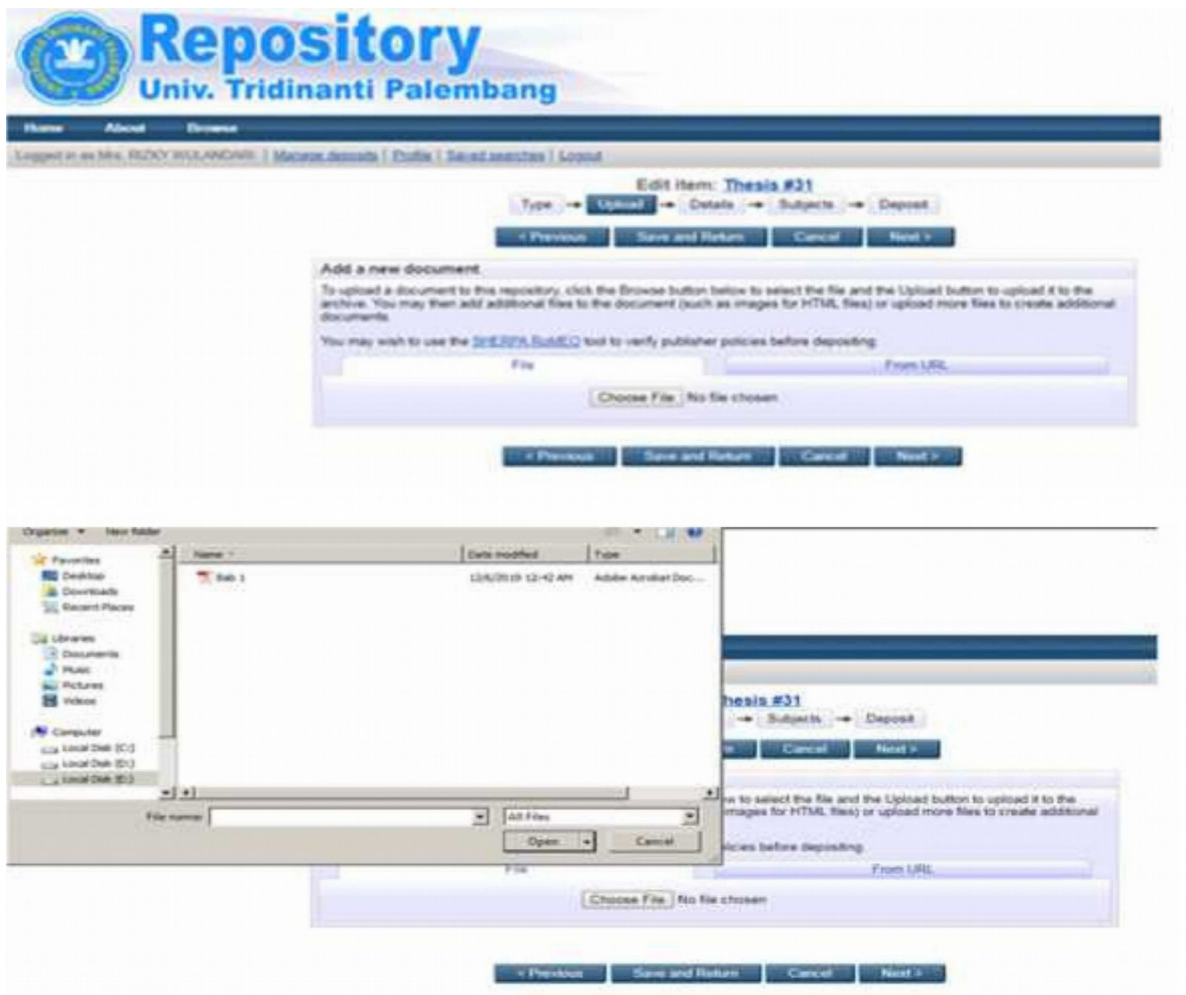 Repository
Univ. Tridinanti Palembang
Home About Browse
Logged in as Mrs. RIZKY WULANDARI | Manage deposits | Profile | Saved searches | Logout
Edit item: Thesis #31
Type → Upload → Details → Subjects → Deposit
< Previous Save and Return Cancel Next >
Add a new document
To upload a document to this repository, click the Browse button below to select the file and the Upload button to upload it to the
archive. You may then add additional files to the document (such as images for HTML files) or upload more files to create additional
documents.
You may wish to use the SHERPA RoMEO tool to verify publisher policies before depositing.
File From URL
Choose File No file chosen
< Previous Save and Return Cancel Next >
Organize New folder
Name Date modified Type
Favorites
Desktop
Downloads
Recent Places
Bab 1 12/6/2019 12:42 AM Adobe Acrobat Doc...
Libraries
Documents
Music
Pictures
Videos
Computer
Local Disk (C:)
Local Disk (D:)
Local Disk (E:)
File name: All Files
Open Cancel
hesis #31
→ Subjects → Deposit
Cancel Next >
to select the file and the Upload button to upload it to the
images for HTML files) or upload more files to create additional
policies before depositing.
File From URL
Choose File No file chosen
< Previous Save and Return Cancel Next >